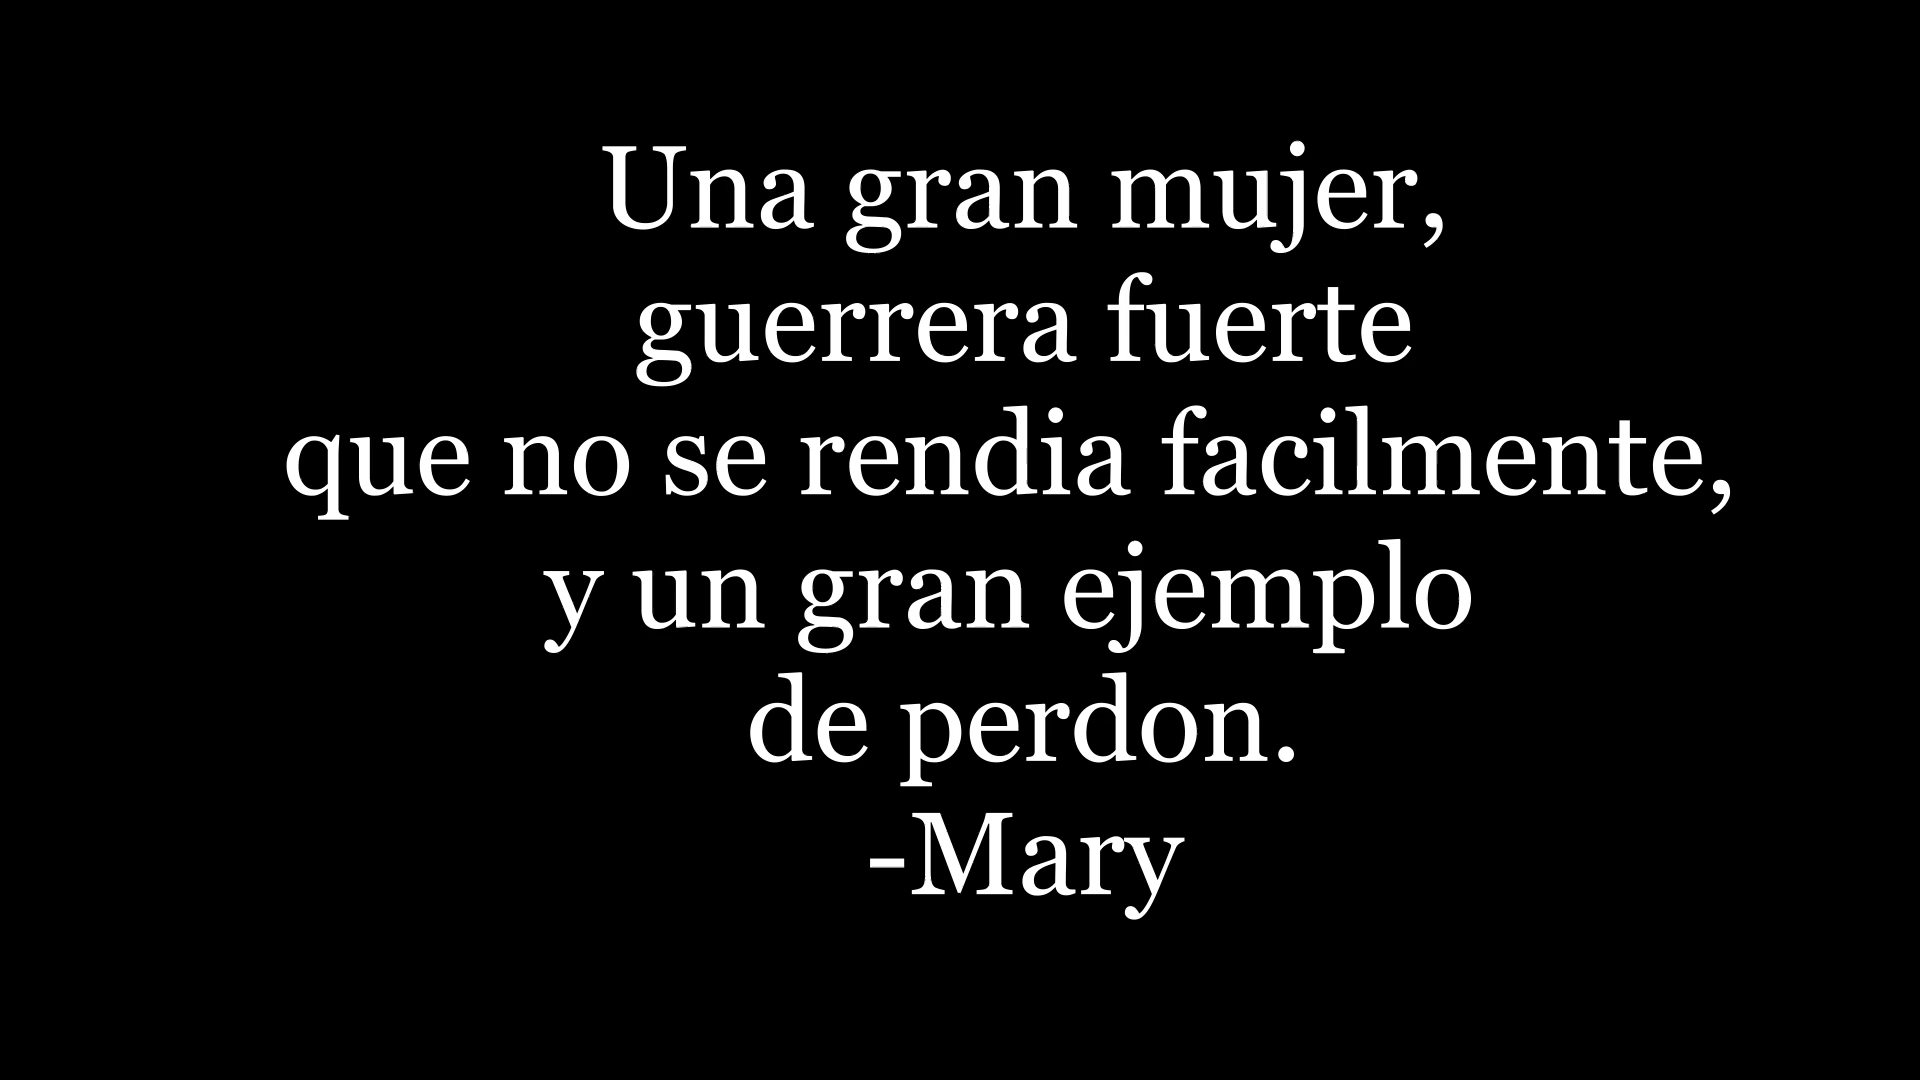 Una gran mujer,
guerrera fuerte
que no se rendia facilmente,
y un gran ejemplo
de perdon.
-Mary